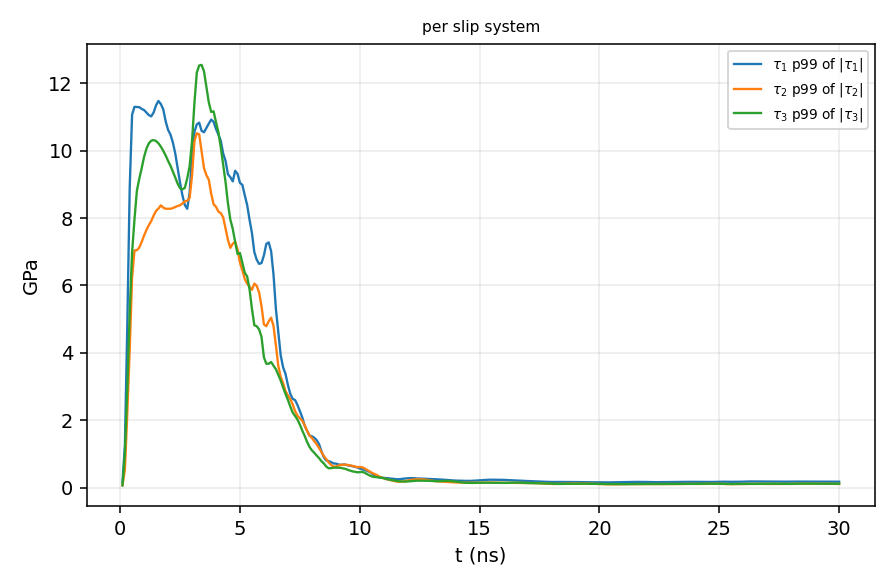 per slip system
τ1 p99 of |τ1|
τ2 p99 of |τ2|
τ3 p99 of |τ3|
GPa
12
10
8
6
4
2
0
0 5 10 15 20 25 30
t (ns)